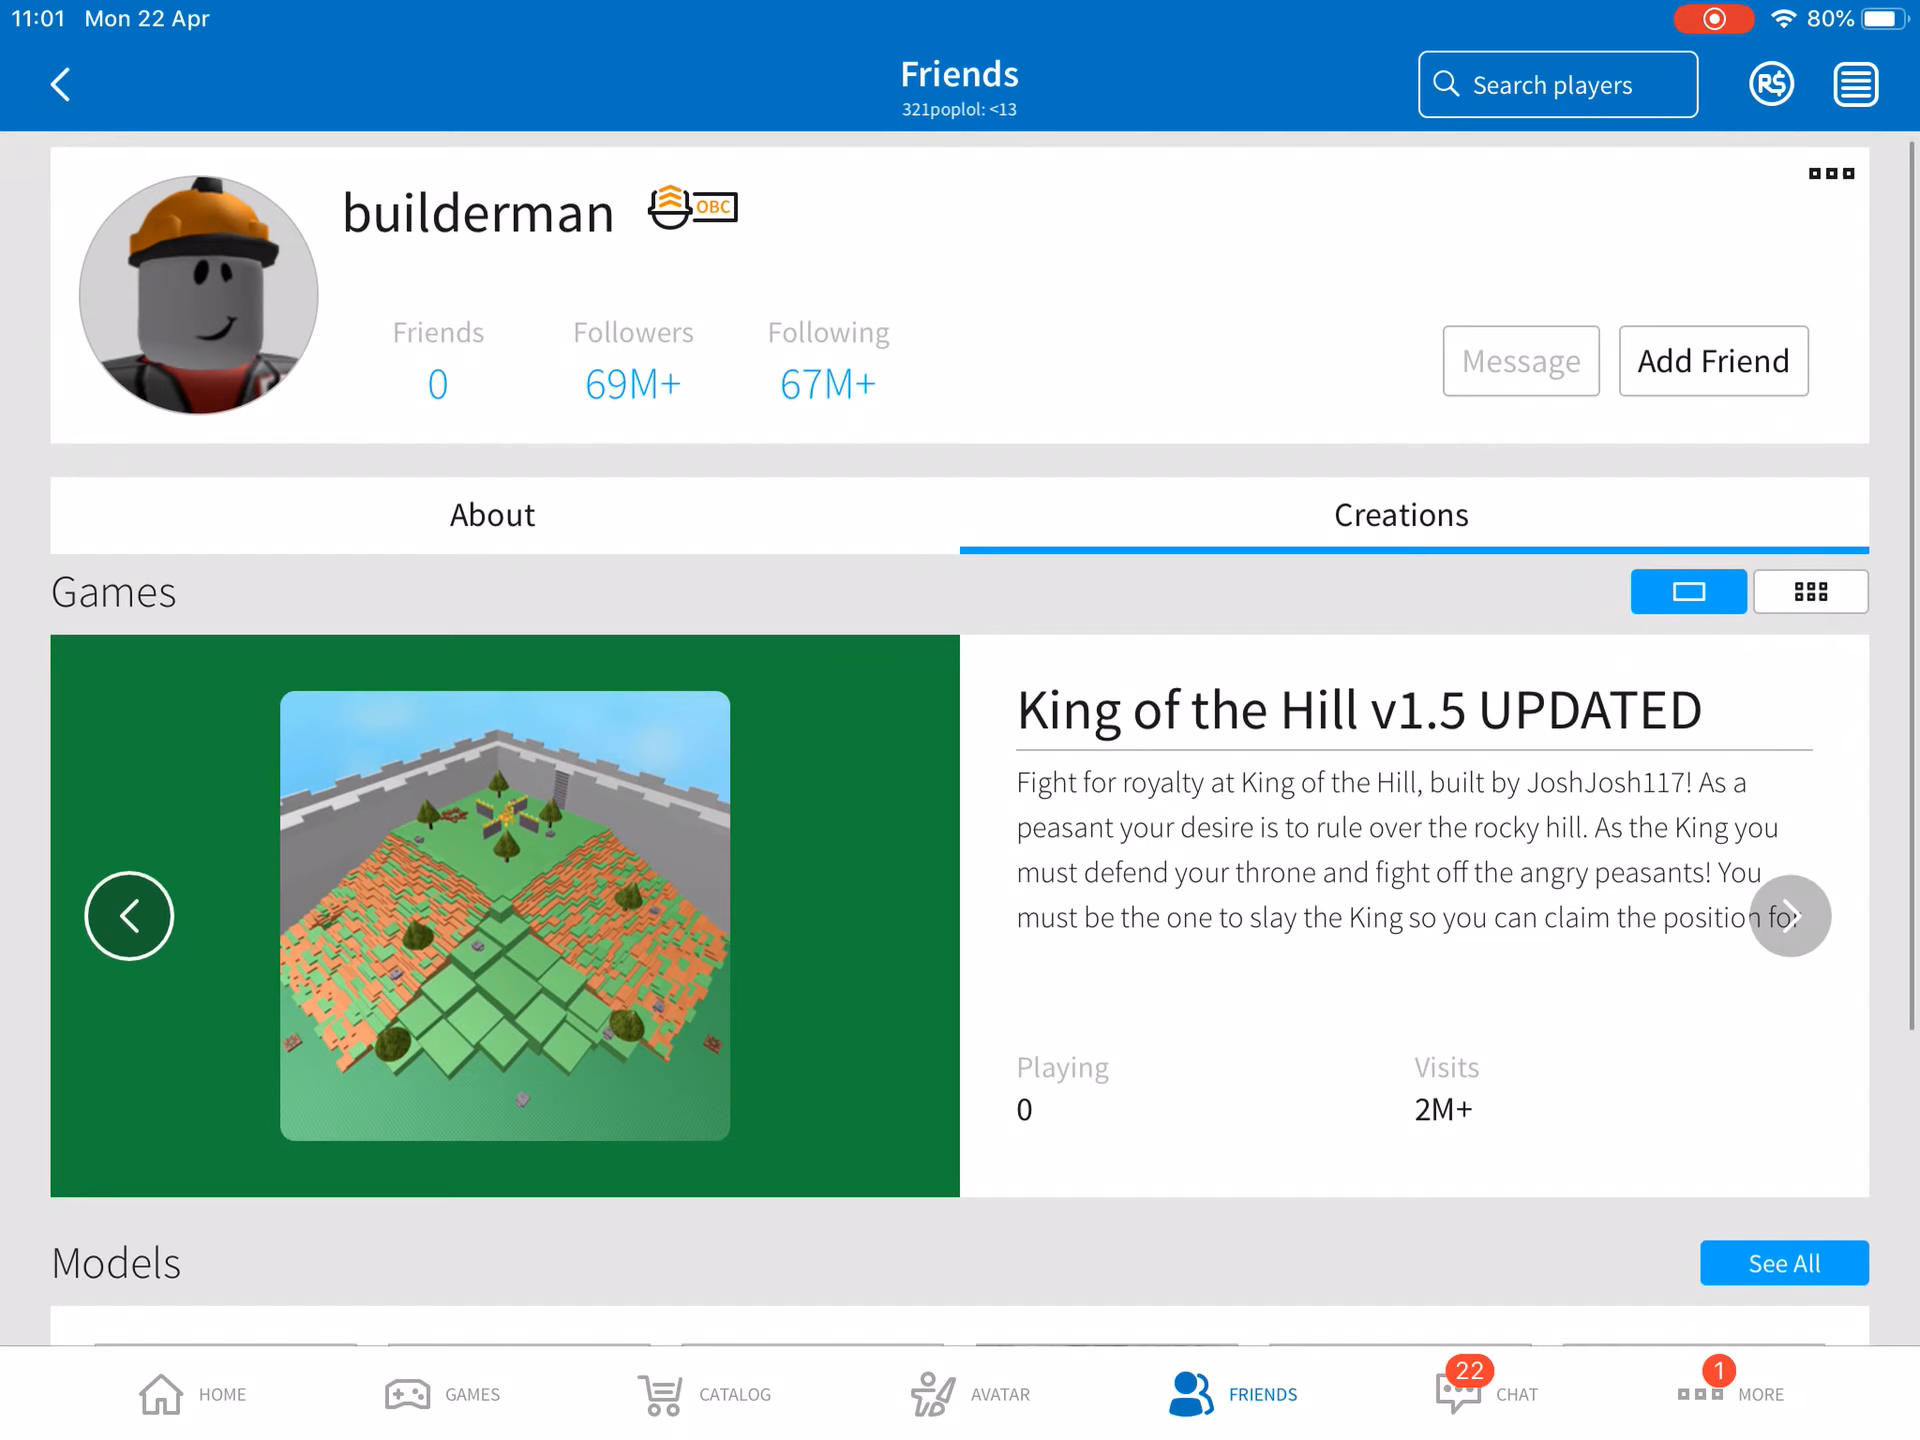 11:01 Mon 22 Apr
80%
Friends
321poplol: <13
Search players
R$
builderman
OBC
Friends Followers Following
0 69M+ 67M+
Message
Add Friend
About
Creations
Games
King of the Hill v1.5 UPDATED
Fight for royalty at King of the Hill, built by JoshJosh117! As a
peasant your desire is to rule over the rocky hill. As the King you
must defend your throne and fight off the angry peasants! You
must be the one to slay the King so you can claim the position for
Playing Visits
0 2M+
Models
See All
HOME
GAMES
CATALOG
AVATAR
FRIENDS
22
CHAT
1
MORE